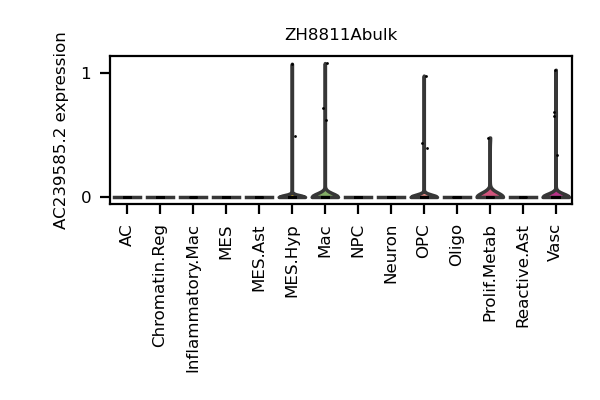 ZH8811Abulk
AC239585.2 expression
1
0
AC
Chromatin.Reg
Inflammatory.Mac
MES
MES.Ast
MES.Hyp
Mac
NPC
Neuron
OPC
Oligo
Prolif.Metab
Reactive.Ast
Vasc